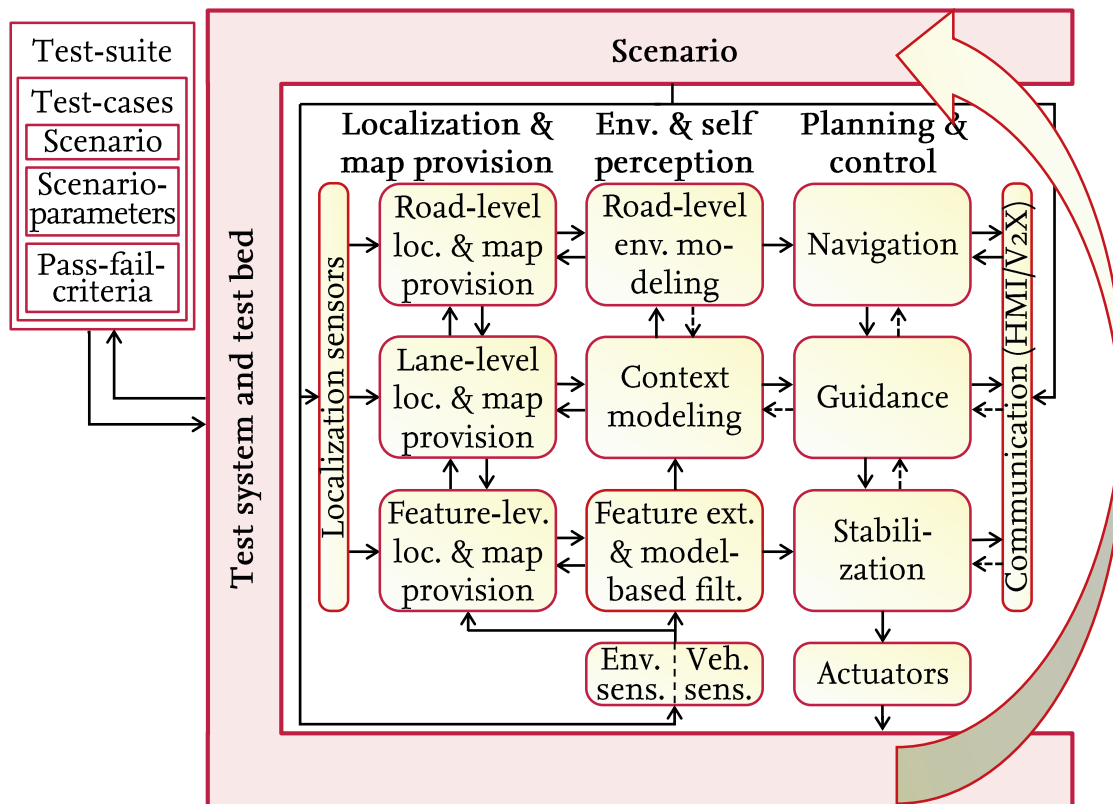 Test-suite
Test-cases
Scenario
Scenario-
parameters
Pass-fail-
criteria
Test system and test bed
Scenario
Localization &
map provision
Env. & self
perception
Planning &
control
Localization sensors
Road-level
loc. & map
provision
Road-level
env. mo-
deling
Navigation
Lane-level
loc. & map
provision
Context
modeling
Guidance
Feature-lev.
loc. & map
provision
Feature ext.
& model-
based filt.
Stabili-
zation
Communication (HMI/V2X)
Env.
sens.
Veh.
sens.
Actuators